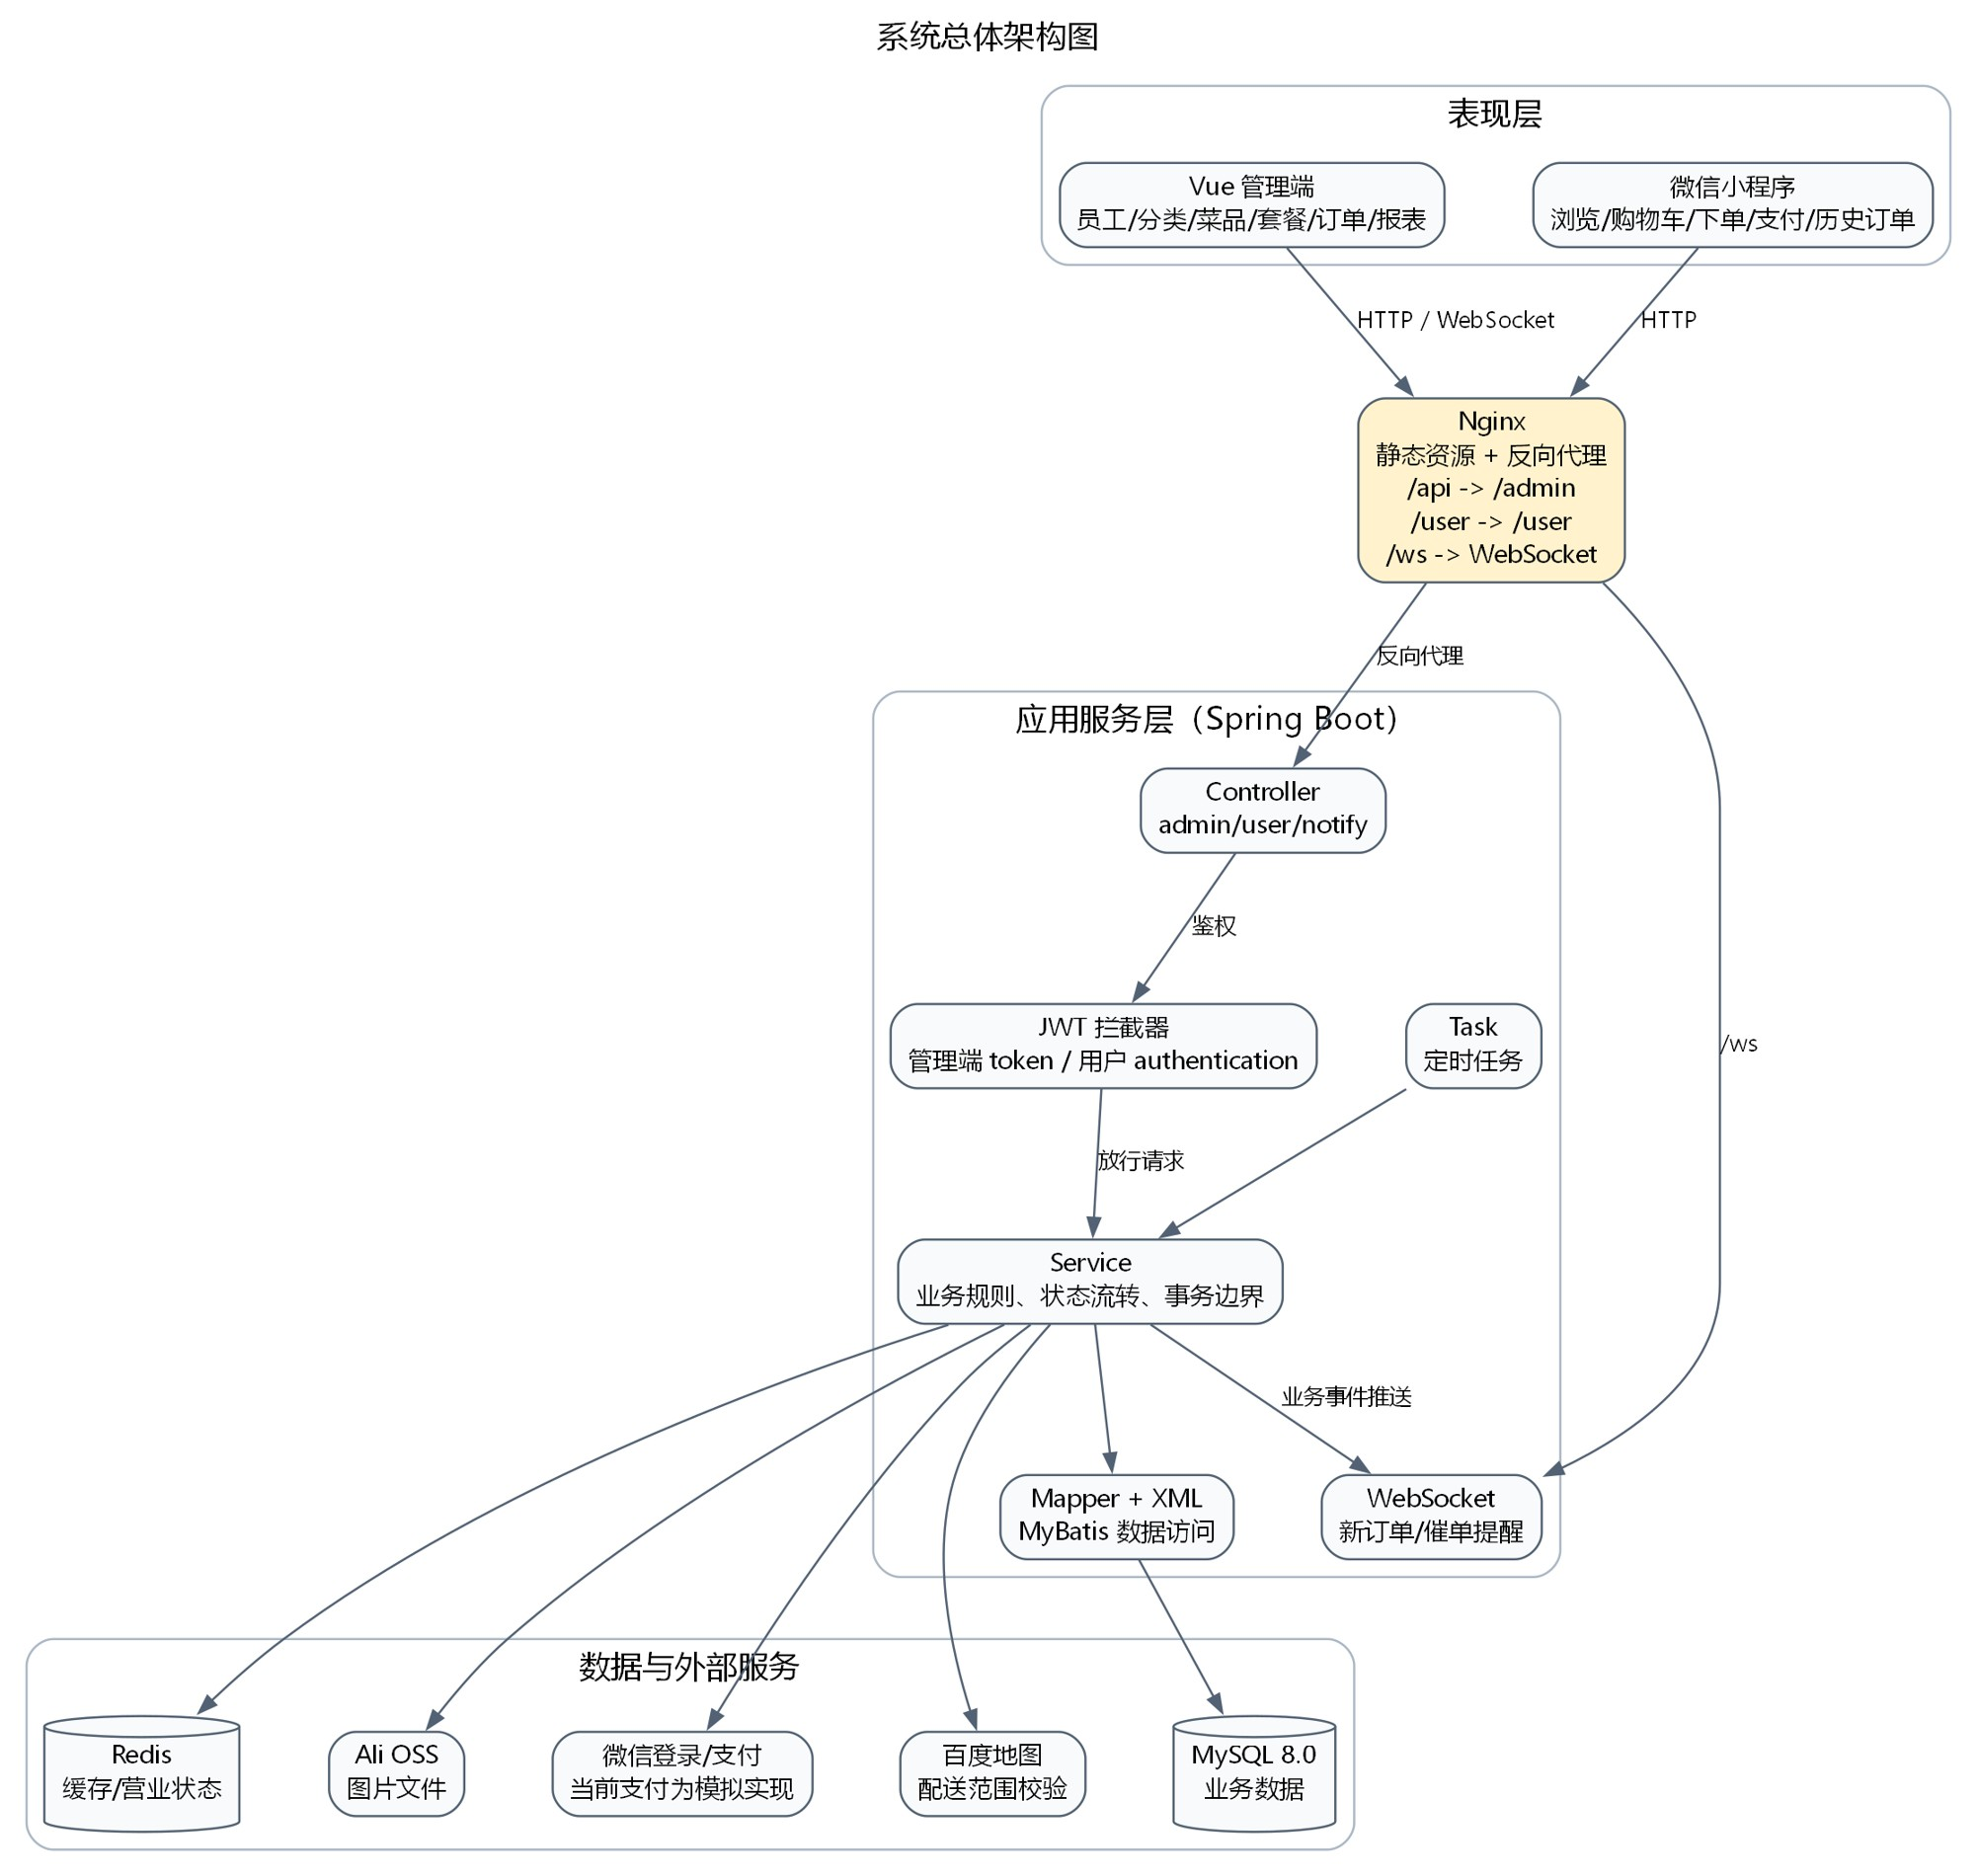 系统总体架构图
表现层
Vue 管理端
员工/分类/菜品/套餐/订单/报表
微信小程序
浏览/购物车/下单/支付/历史订单
HTTP / WebSocket
HTTP
Nginx
静态资源 + 反向代理
/api -> /admin
/user -> /user
/ws -> WebSocket
反向代理
应用服务层（Spring Boot）
Controller
admin/user/notify
鉴权
JWT 拦截器
管理端 token / 用户 authentication
Task
定时任务
/ws
放行请求
Service
业务规则、状态流转、事务边界
业务事件推送
Mapper + XML
MyBatis 数据访问
WebSocket
新订单/催单提醒
数据与外部服务
Redis
缓存/营业状态
Ali OSS
图片文件
微信登录/支付
当前支付为模拟实现
百度地图
配送范围校验
MySQL 8.0
业务数据